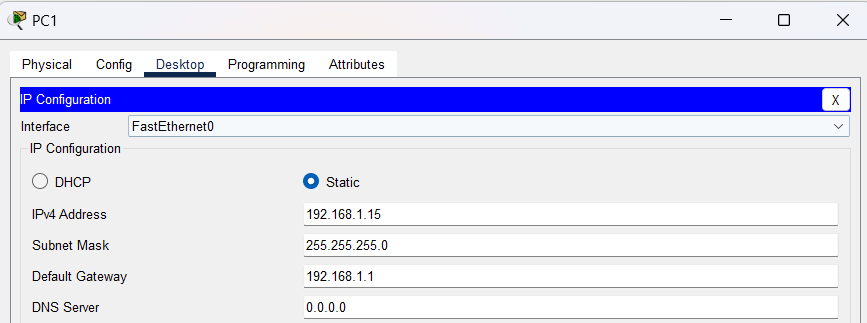 PC1
Physical Config Desktop Programming Attributes
IP Configuration X
Interface FastEthernet0
IP Configuration
DHCP Static
IPv4 Address 192.168.1.15
Subnet Mask 255.255.255.0
Default Gateway 192.168.1.1
DNS Server 0.0.0.0